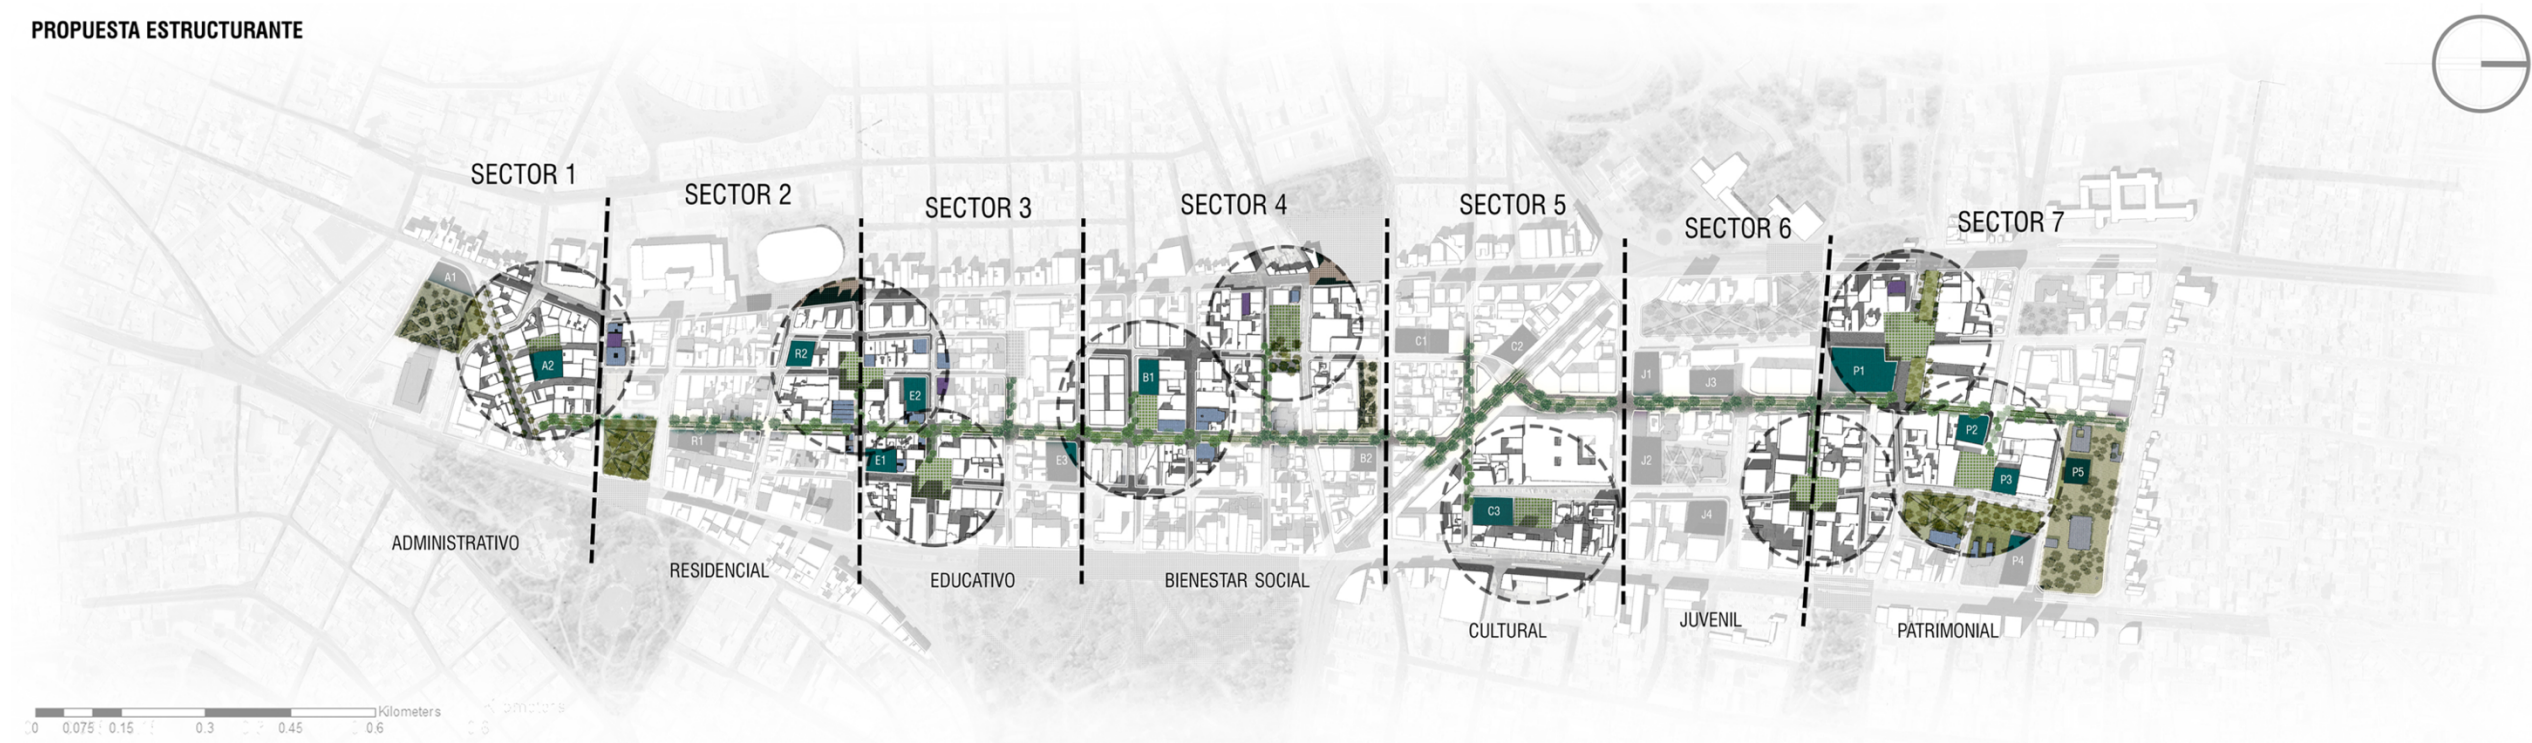 PROPUESTA ESTRUCTURANTE
SECTOR 1
SECTOR 2
SECTOR 3
SECTOR 4
SECTOR 5
SECTOR 6
SECTOR 7
A1
A2
R1
R2
E1
E2
E3
B1
B2
C1
C2
C3
J1
J2
J3
J4
P1
P2
P3
P4
P5
ADMINISTRATIVO
RESIDENCIAL
EDUCATIVO
BIENESTAR SOCIAL
CULTURAL
JUVENIL
PATRIMONIAL
Kilometers
0 0.075 0.15 0.3 0.45 0.6